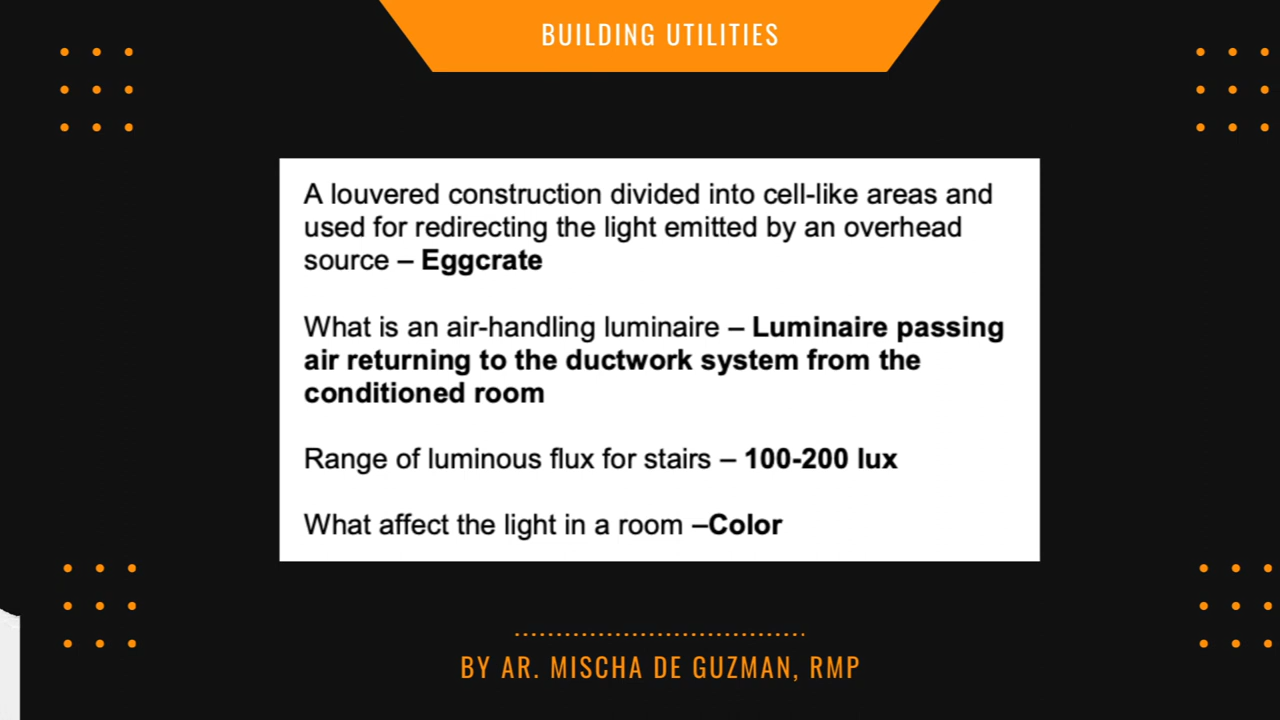 BUILDING UTILITIES
A louvered construction divided into cell-like areas and
used for redirecting the light emitted by an overhead
source – Eggcrate
What is an air-handling luminaire – Luminaire passing
air returning to the ductwork system from the
conditioned room
Range of luminous flux for stairs – 100-200 lux
What affect the light in a room –Color
BY AR. MISCHA DE GUZMAN, RMP